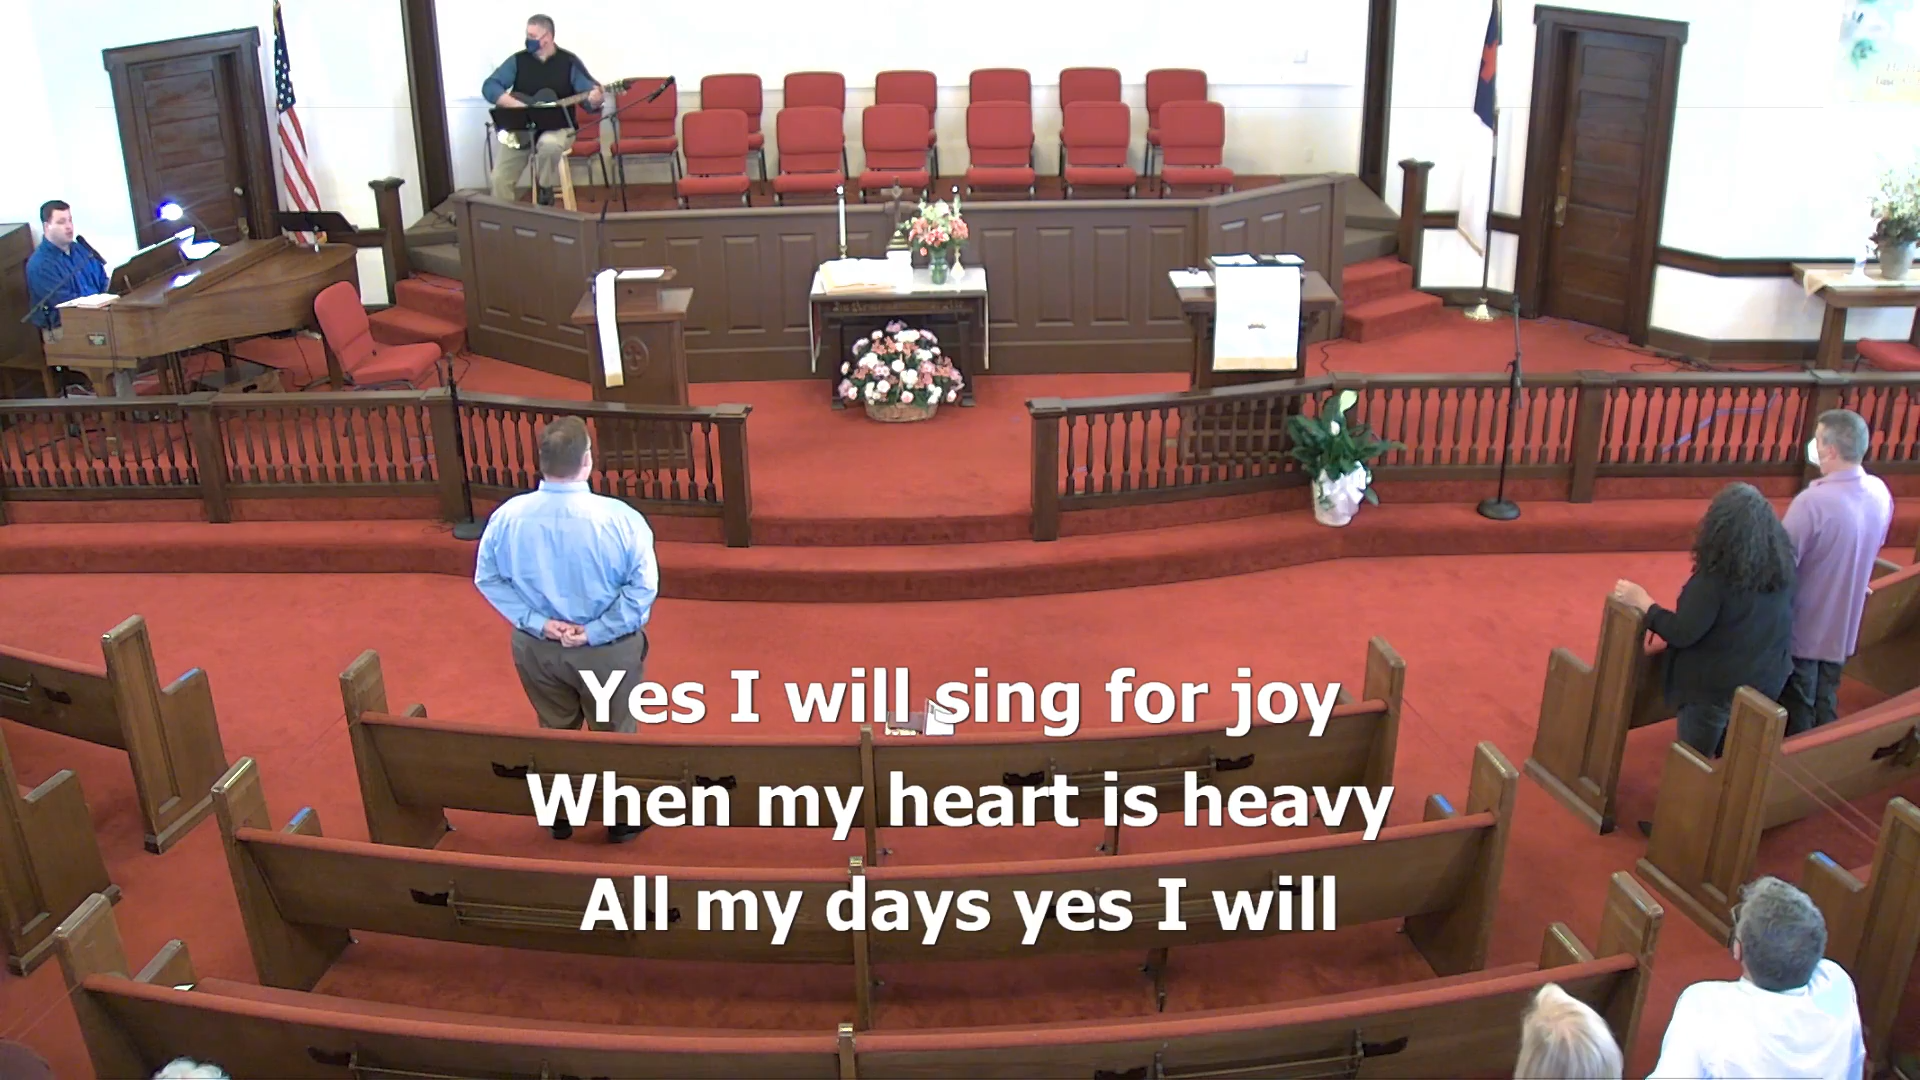 Yes I will sing for joy
When my heart is heavy
All my days yes I will